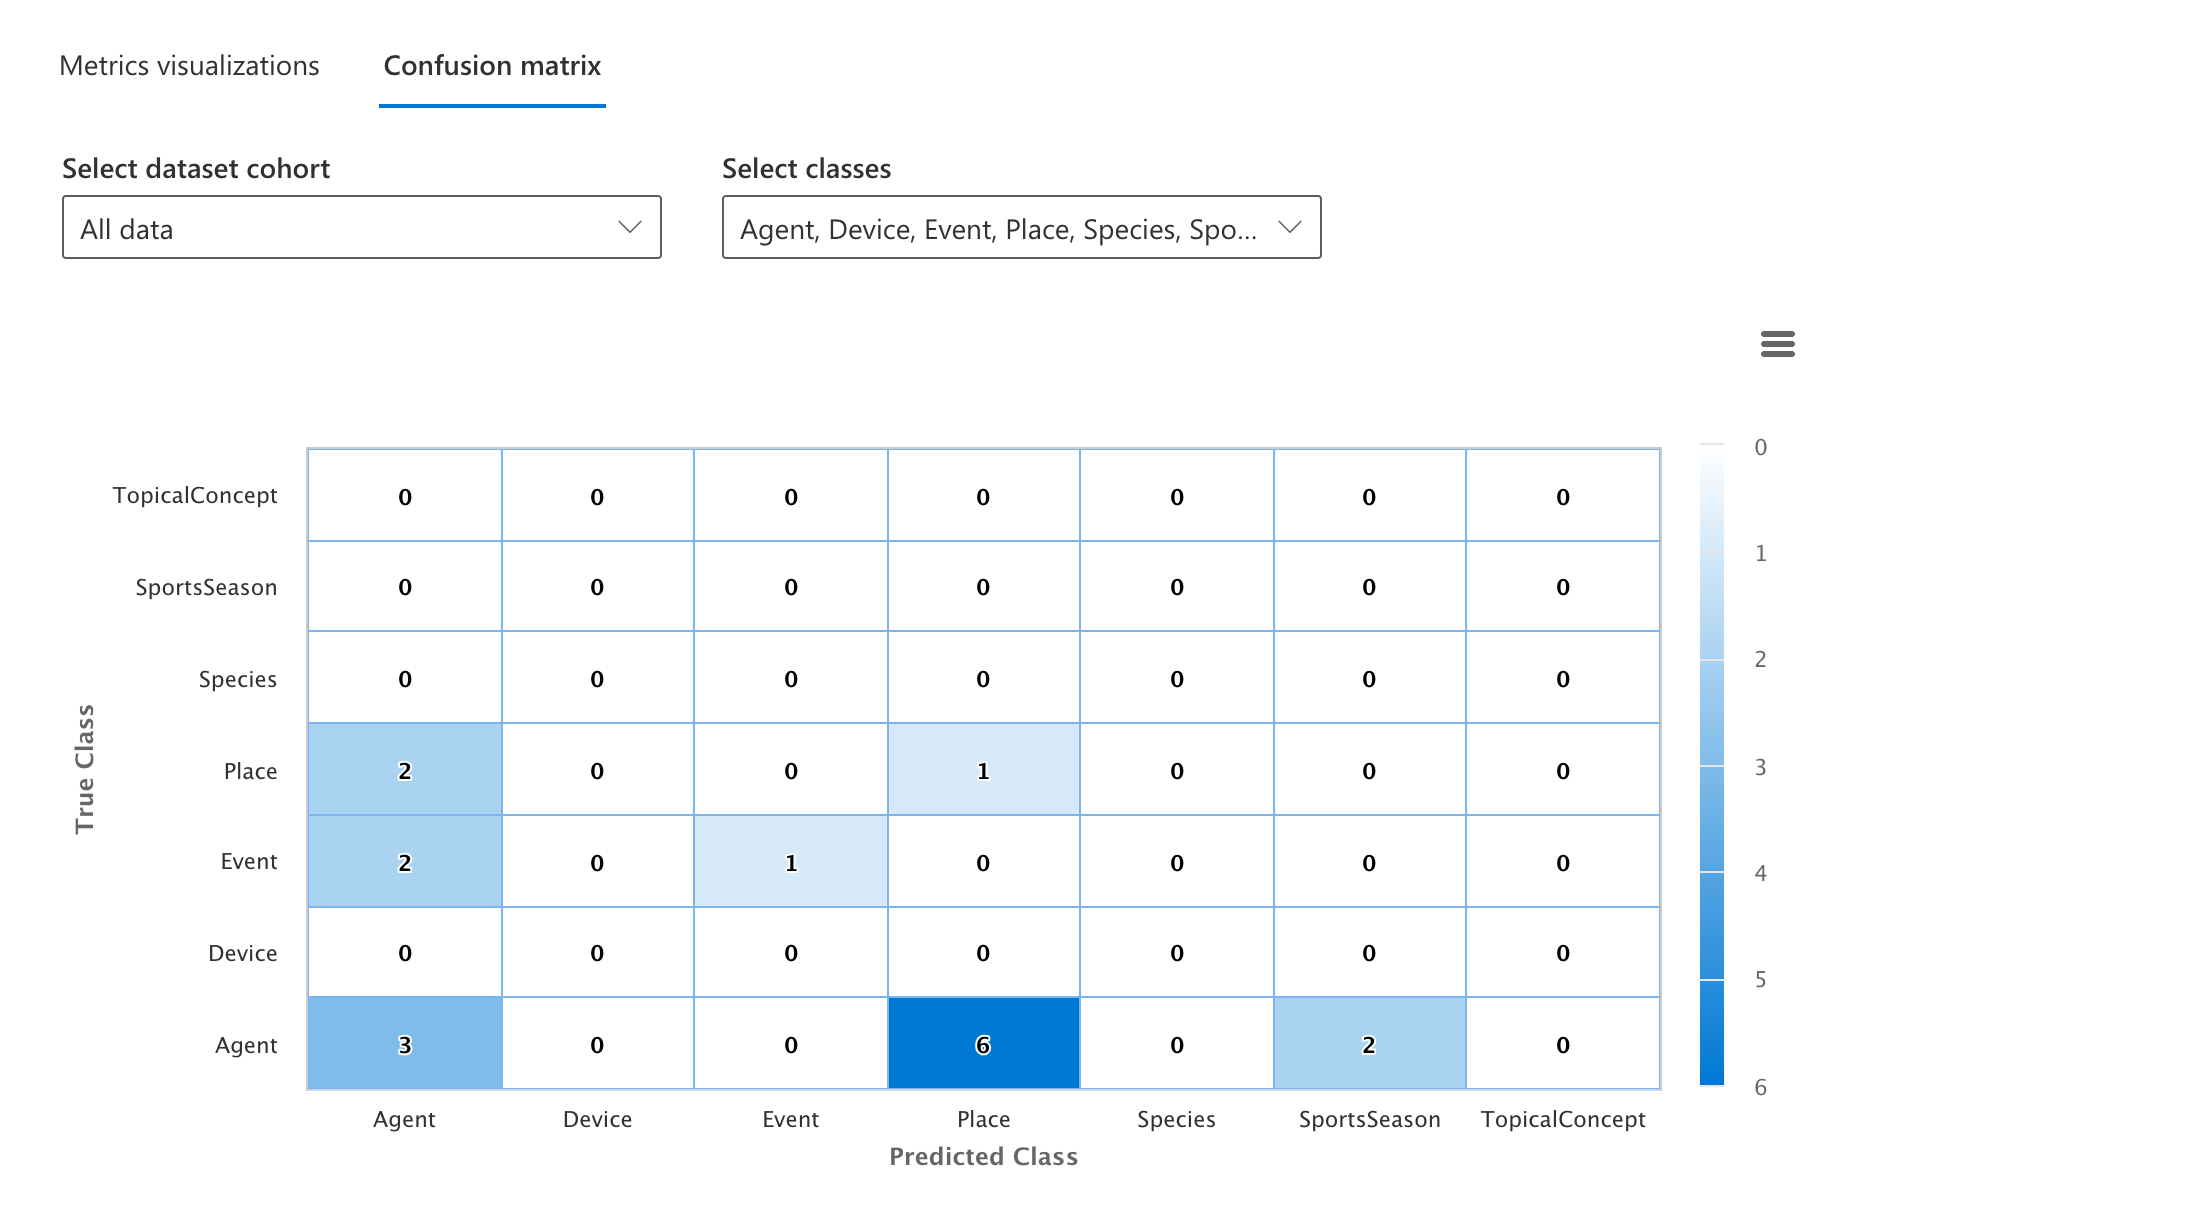 Metrics visualizations Confusion matrix
Select dataset cohort Select classes
All data Agent, Device, Event, Place, Species, Spo...
0
TopicalConcept 0 0 0 0 0 0 0
1
SportsSeason 0 0 0 0 0 0 0
2
Species 0 0 0 0 0 0 0
3
Place 2 0 0 1 0 0 0
True Class
Event 2 0 1 0 0 0 0
4
Device 0 0 0 0 0 0 0
5
Agent 3 0 0 6 0 2 0
6
Agent Device Event Place Species SportsSeason TopicalConcept
Predicted Class